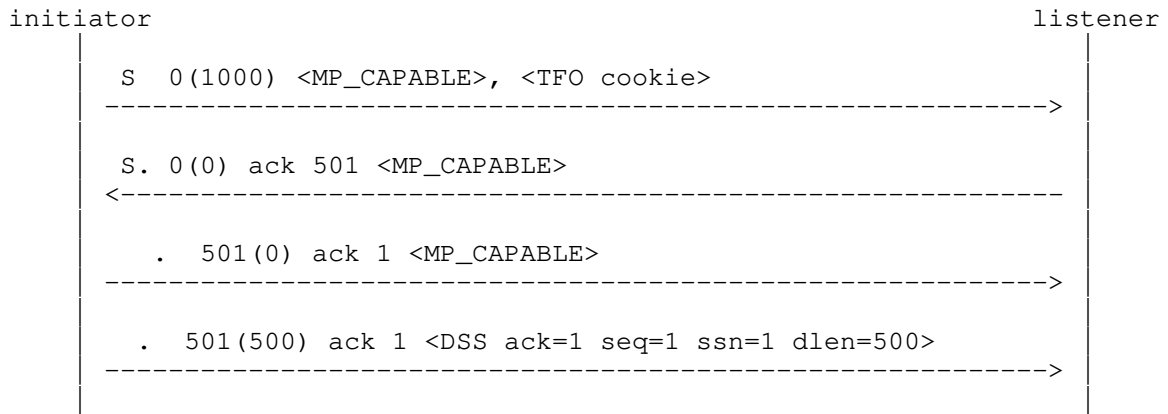 initiator listener
S 0(1000) <MP_CAPABLE>, <TFO cookie>
S. 0(0) ack 501 <MP_CAPABLE>
. 501(0) ack 1 <MP_CAPABLE>
. 501(500) ack 1 <DSS ack=1 seq=1 ssn=1 dlen=500>